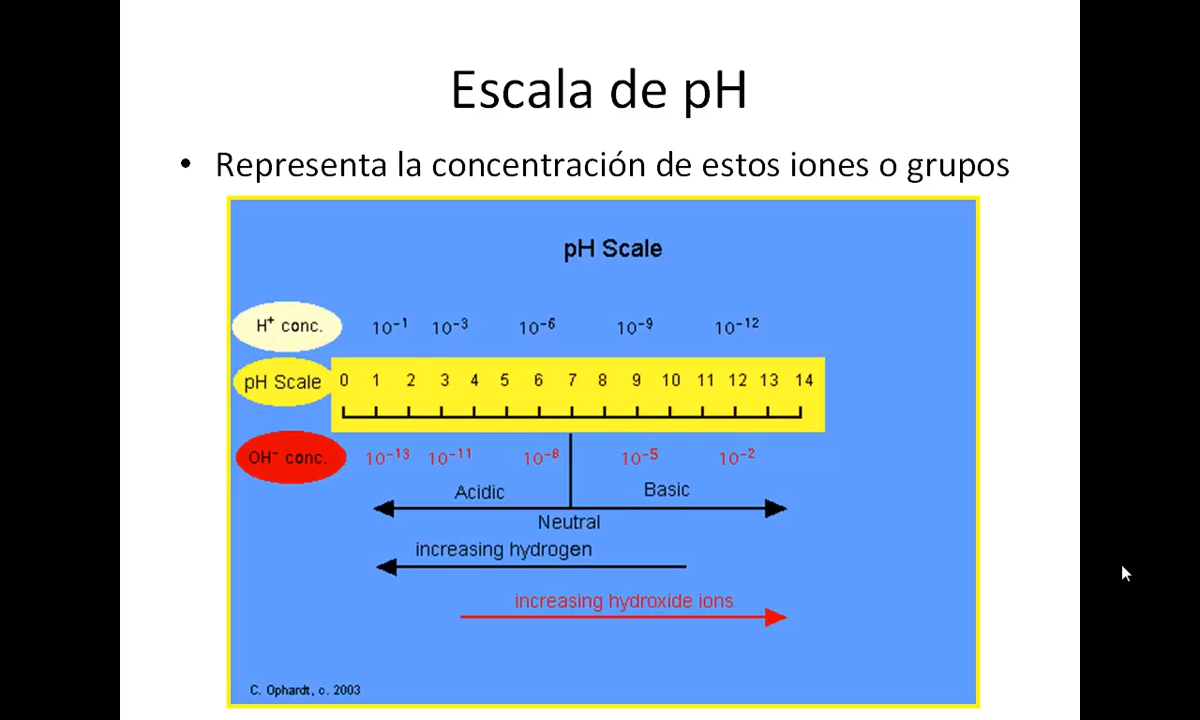 Escala de pH
• Representa la concentración de estos iones o grupos
pH Scale
H⁺ conc. 10⁻¹ 10⁻³ 10⁻⁶ 10⁻⁹ 10⁻¹²
pH Scale 0 1 2 3 4 5 6 7 8 9 10 11 12 13 14
OH⁻ conc. 10⁻¹³ 10⁻¹¹ 10⁻⁸ 10⁻⁵ 10⁻²
Acidic Basic
Neutral
increasing hydrogen
increasing hydroxide ions
C. Ophardt, c. 2003